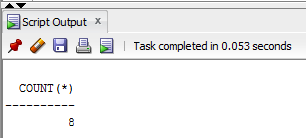 Script Output x
Task completed in 0.053 seconds
COUNT(*)
----------
8